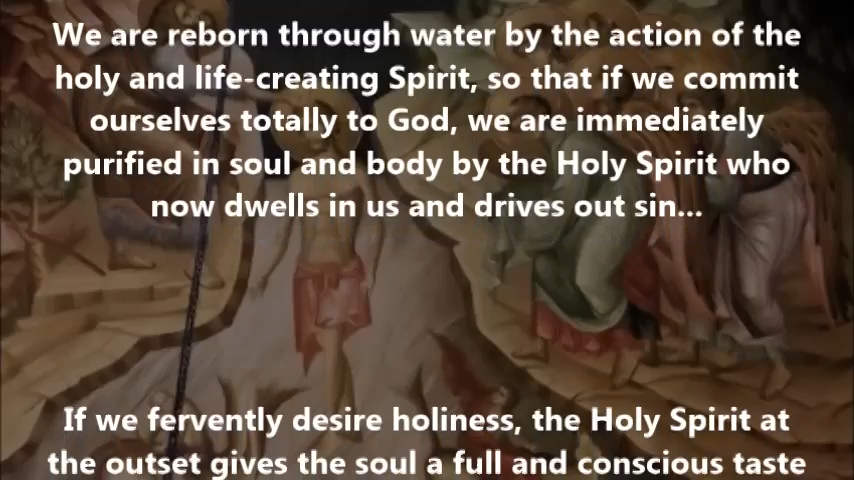 We are reborn through water by the action of the
holy and life-creating Spirit, so that if we commit
ourselves totally to God, we are immediately
purified in soul and body by the Holy Spirit who
now dwells in us and drives out sin...
If we fervently desire holiness, the Holy Spirit at
the outset gives the soul a full and conscious taste